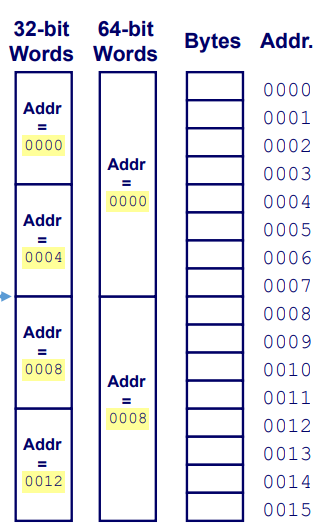 32-bit Words
64-bit Words
Bytes
Addr.
Addr
=
0000
Addr
=
0004
Addr
=
0008
Addr
=
0012
Addr
=
0000
Addr
=
0008
0000
0001
0002
0003
0004
0005
0006
0007
0008
0009
0010
0011
0012
0013
0014
0015